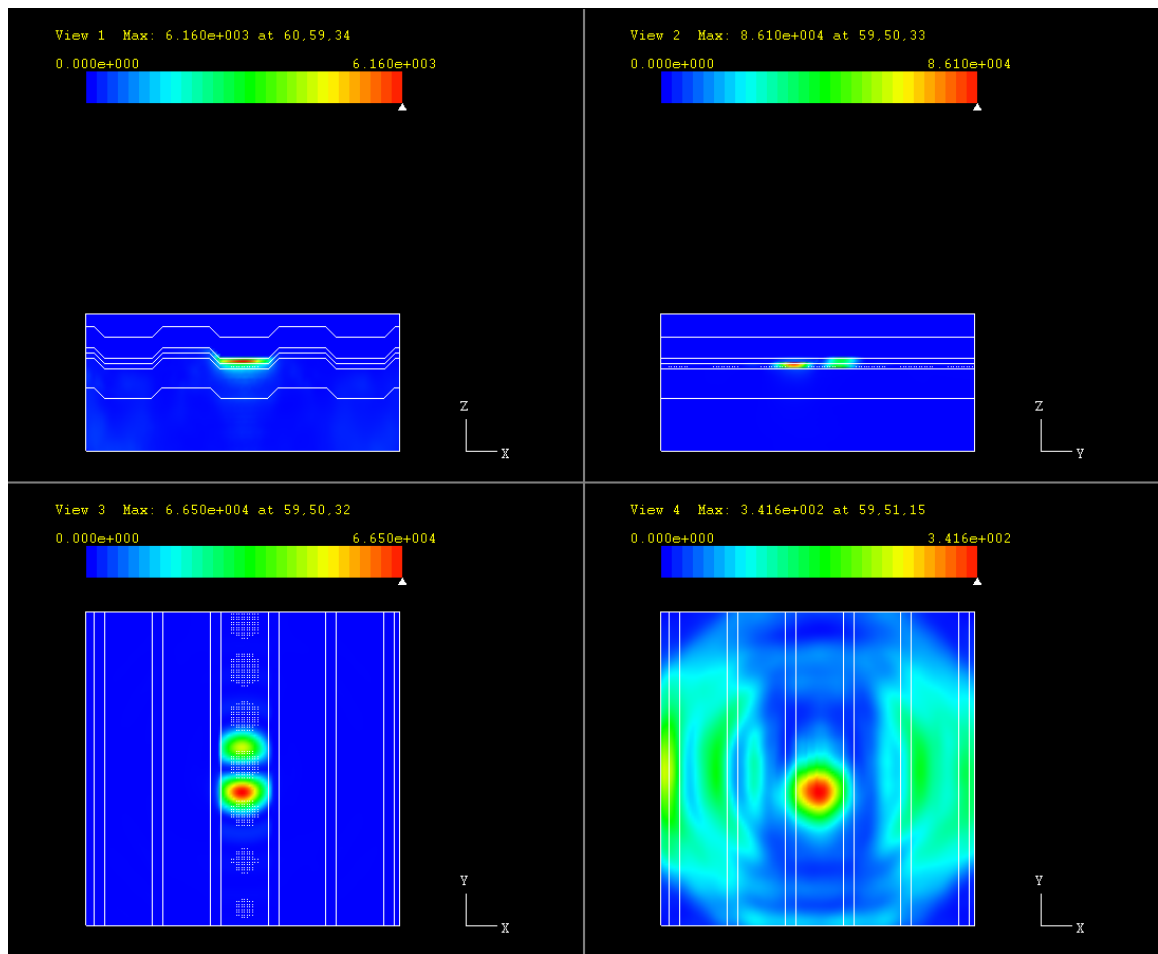 View 1  Max: 6.160e+003 at 60,59,34
0.000e+000 6.160e+003
Z
X
View 2  Max: 8.610e+004 at 59,50,33
0.000e+000 8.610e+004
Z
Y
View 3  Max: 6.650e+004 at 59,50,32
0.000e+000 6.650e+004
Y
X
View 4  Max: 3.416e+002 at 59,51,15
0.000e+000 3.416e+002
Y
X